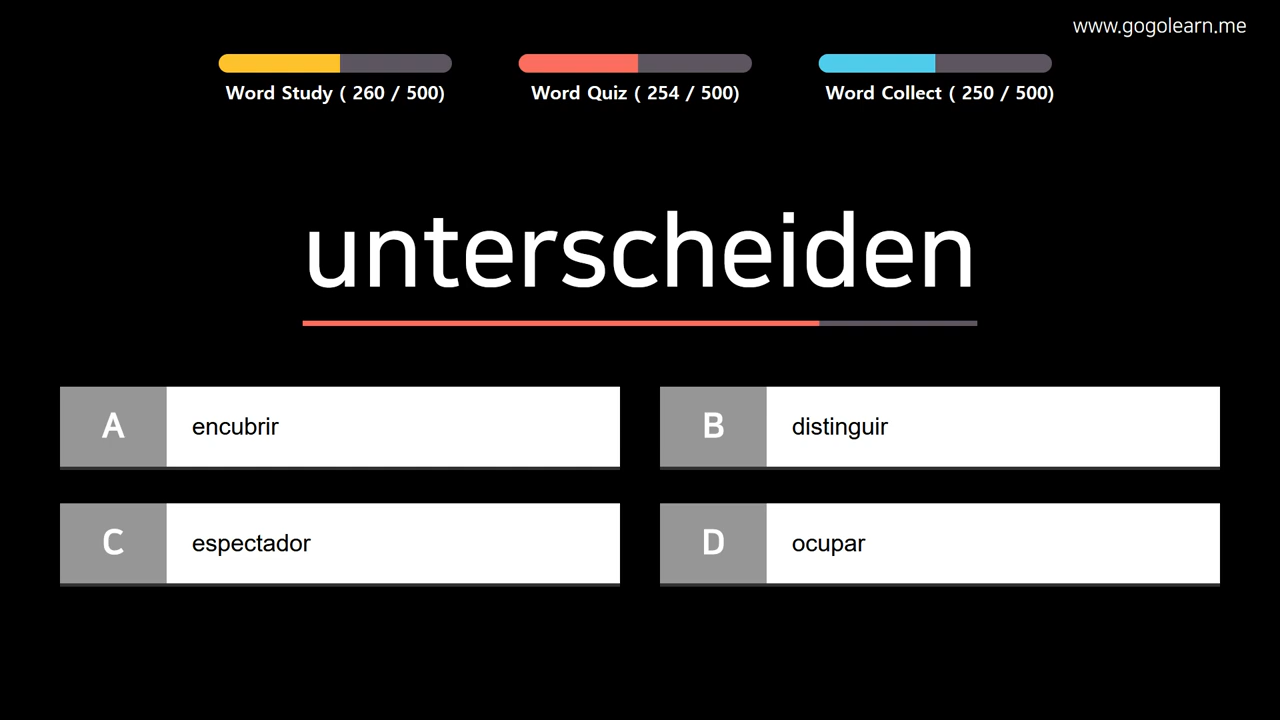 www.gogolearn.me
Word Study ( 260 / 500)
Word Quiz ( 254 / 500)
Word Collect ( 250 / 500)
unterscheiden
A encubrir
B distinguir
C espectador
D ocupar